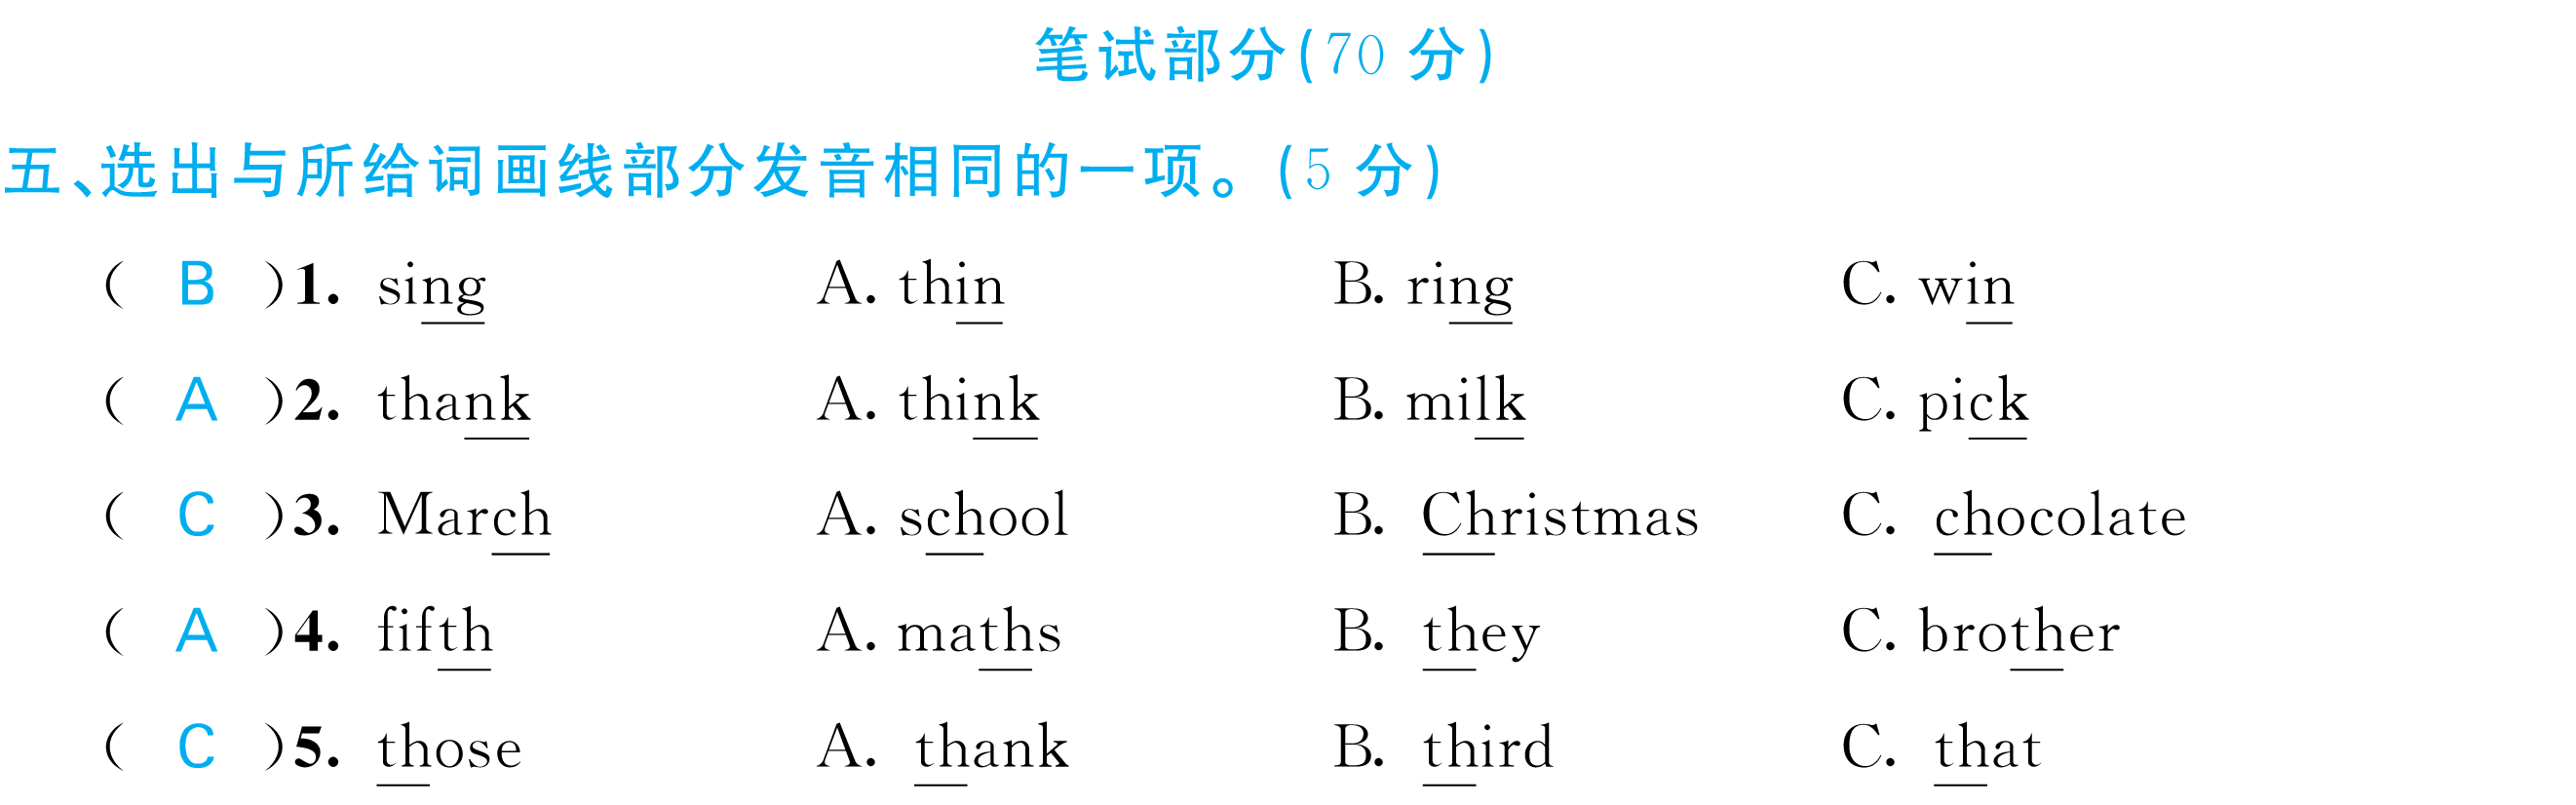 笔试部分(70 分)
五、选出与所给词画线部分发音相同的一项。(5 分)
( B )1. sing A. thin B. ring C. win
( A )2. thank A. think B. milk C. pick
( C )3. March A. school B. Christmas C. chocolate
( A )4. fifth A. maths B. they C. brother
( C )5. those A. thank B. third C. that